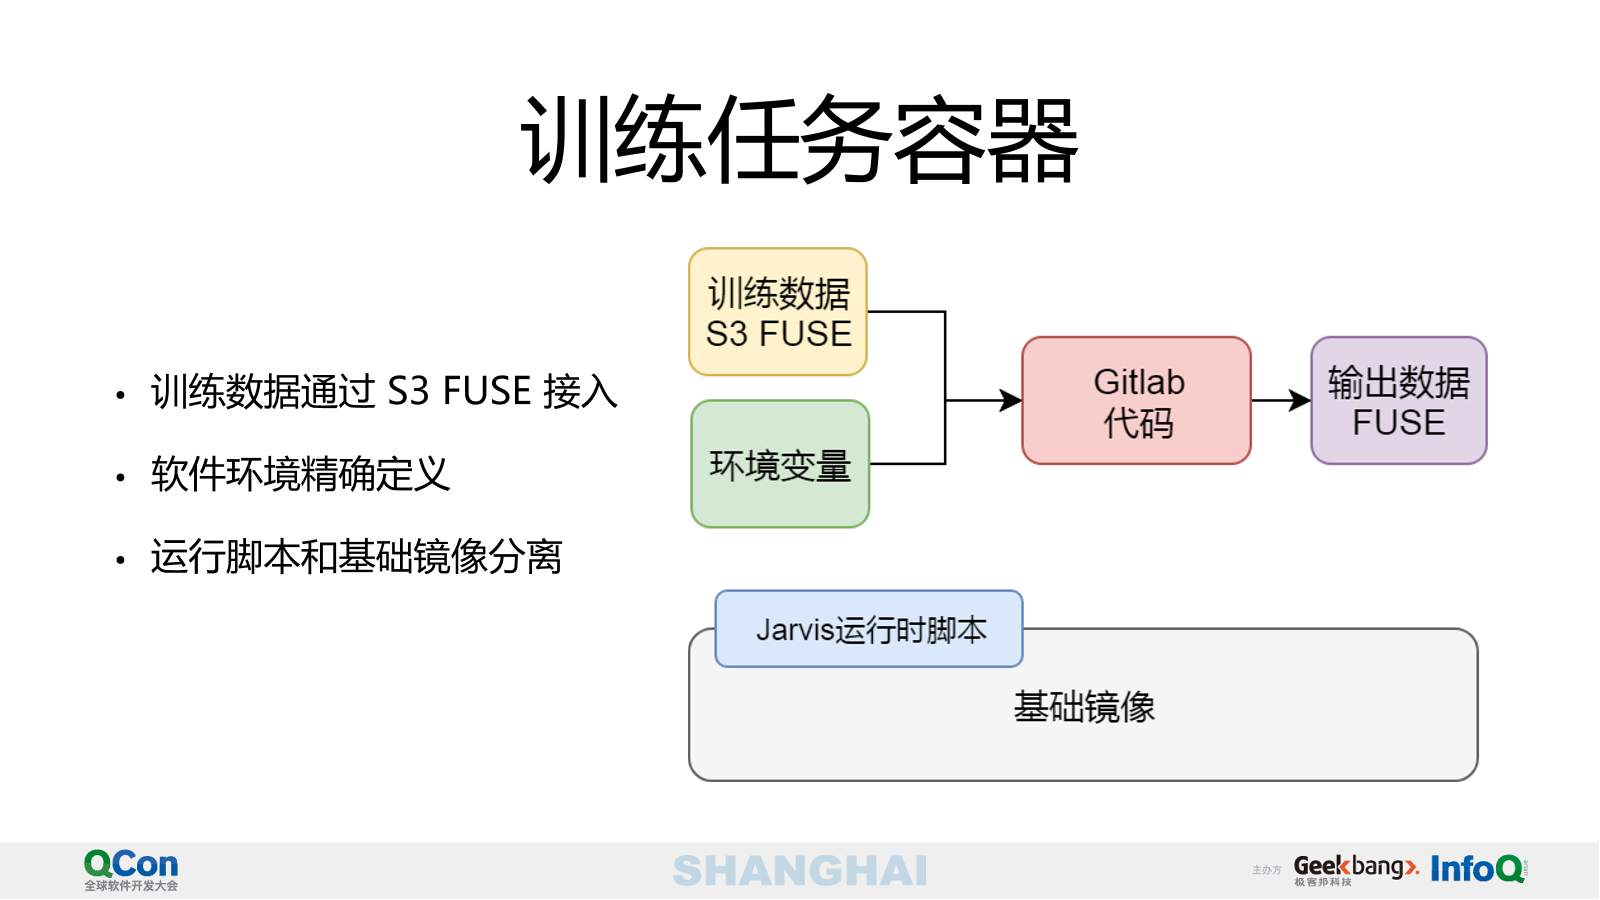 训练任务容器
训练数据通过 S3 FUSE 接入
软件环境精确定义
运行脚本和基础镜像分离
训练数据
S3 FUSE
环境变量
Gitlab
代码
输出数据
FUSE
Jarvis运行时脚本
基础镜像
QCon
全球软件开发大会
SHANGHAI
主办方
Geekbang
极客邦科技
InfoQ